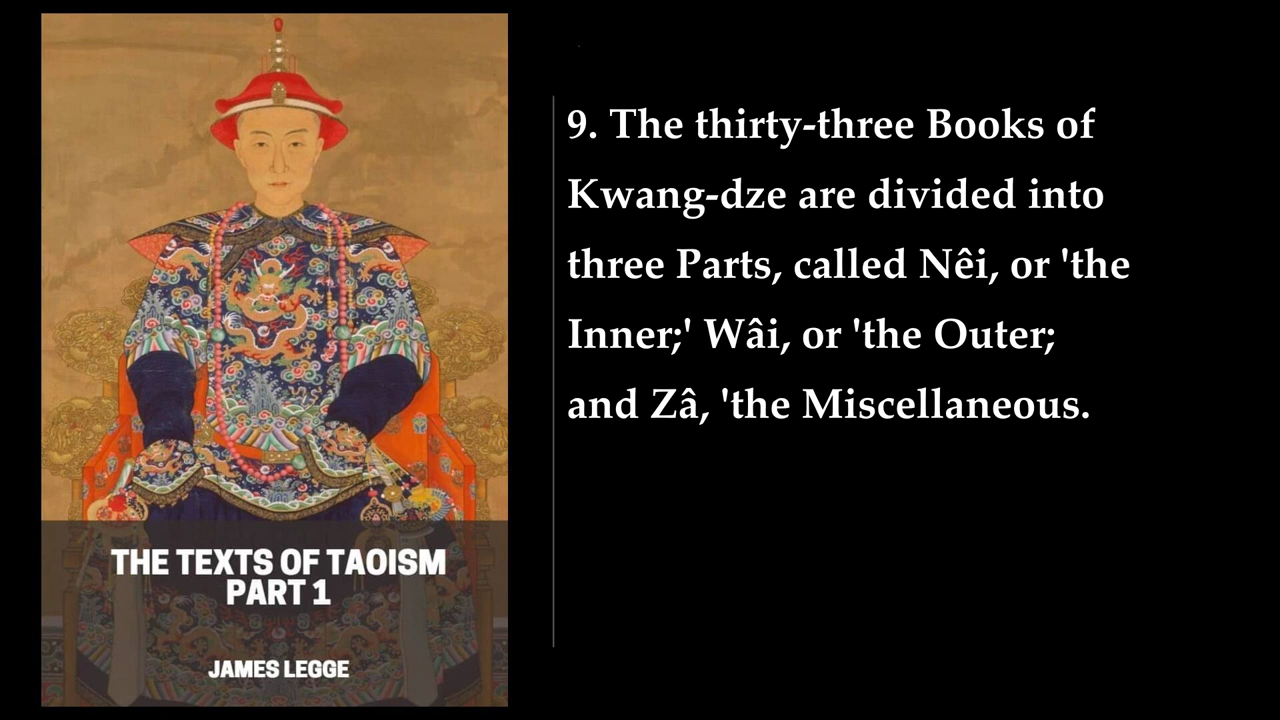 THE TEXTS OF TAOISM
PART 1
JAMES LEGGE
9. The thirty-three Books of
Kwang-dze are divided into
three Parts, called Nêi, or 'the
Inner;' Wâi, or 'the Outer;
and Zâ, 'the Miscellaneous.